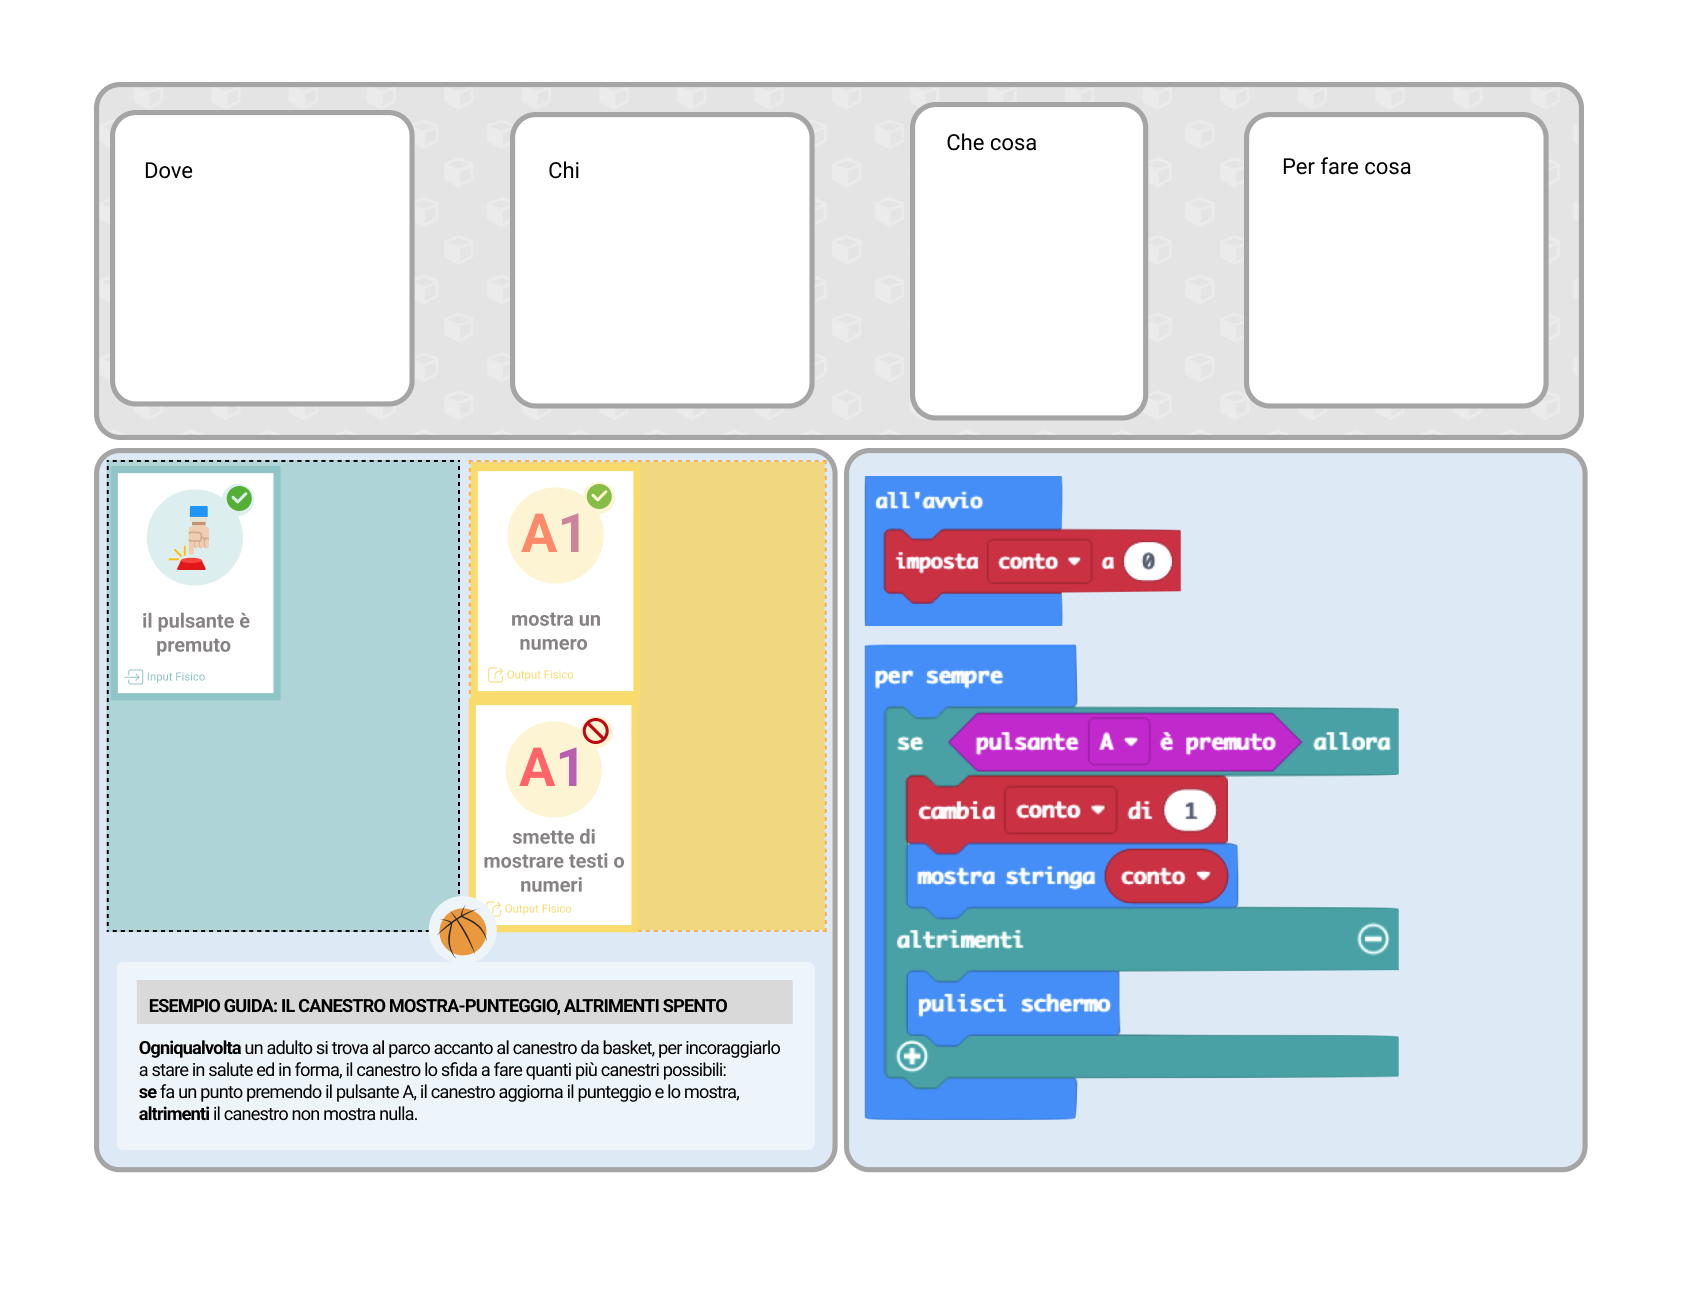 Dove
Chi
Che cosa
Per fare cosa
A1
il pulsante è
premuto
Input Fisico
mostra un
numero
Output Fisico
A1
smette di
mostrare testi o
numeri
Output Fisico
ESEMPIO GUIDA: IL CANESTRO MOSTRA-PUNTEGGIO, ALTRIMENTI SPENTO
Ogniqualvolta un adulto si trova al parco accanto al canestro da basket, per incoraggiarlo
a stare in salute ed in forma, il canestro lo sfida a fare quanti più canestri possibili:
se fa un punto premendo il pulsante A, il canestro aggiorna il punteggio e lo mostra,
altrimenti il canestro non mostra nulla.
all'avvio
imposta conto a 0
per sempre
se pulsante A è premuto allora
cambia conto di 1
mostra stringa conto
altrimenti
pulisci schermo